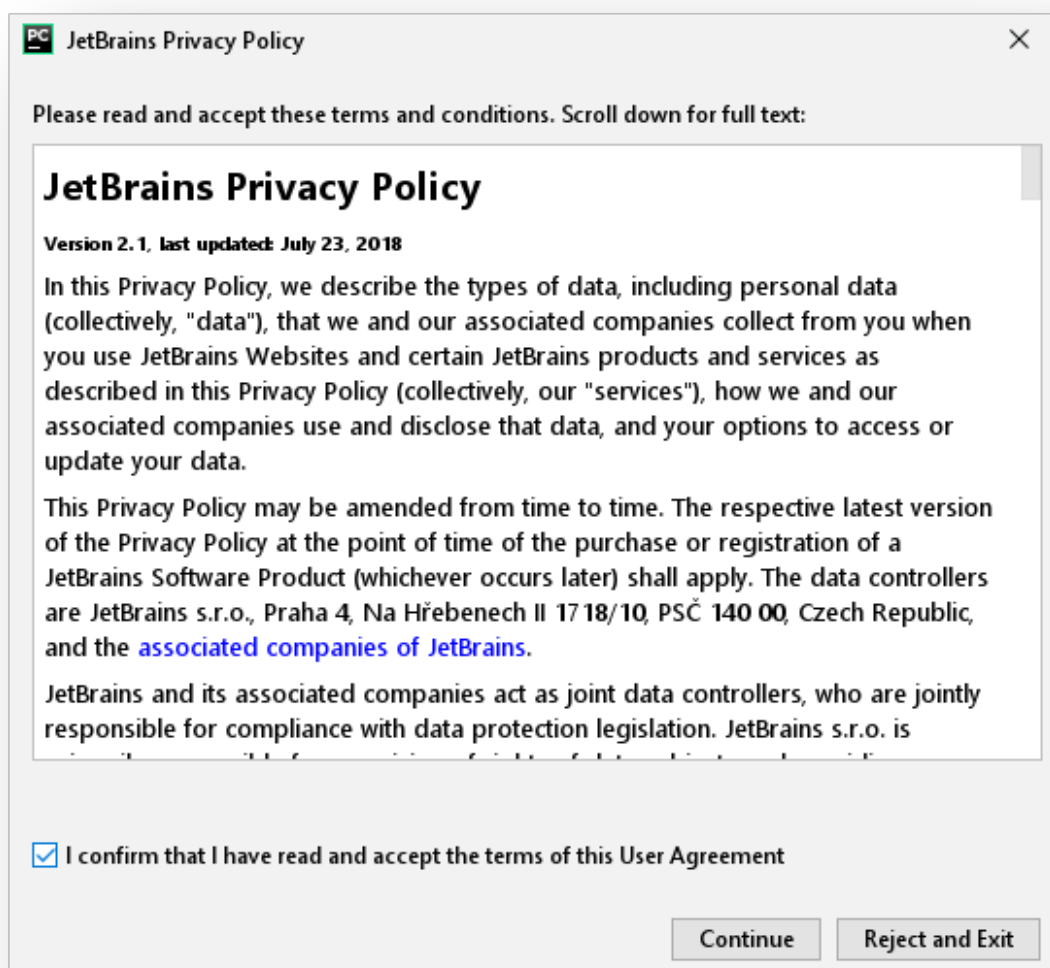 PC JetBrains Privacy Policy
Please read and accept these terms and conditions. Scroll down for full text:
JetBrains Privacy Policy
Version 2.1, last updated: July 23, 2018
In this Privacy Policy, we describe the types of data, including personal data
(collectively, "data"), that we and our associated companies collect from you when
you use JetBrains Websites and certain JetBrains products and services as
described in this Privacy Policy (collectively, our "services"), how we and our
associated companies use and disclose that data, and your options to access or
update your data.
This Privacy Policy may be amended from time to time. The respective latest version
of the Privacy Policy at the point of time of the purchase or registration of a
JetBrains Software Product (whichever occurs later) shall apply. The data controllers
are JetBrains s.r.o., Praha 4, Na Hřebenech II 1718/10, PSČ 140 00, Czech Republic,
and the associated companies of JetBrains.
JetBrains and its associated companies act as joint data controllers, who are jointly
responsible for compliance with data protection legislation. JetBrains s.r.o. is
I confirm that I have read and accept the terms of this User Agreement
Continue Reject and Exit